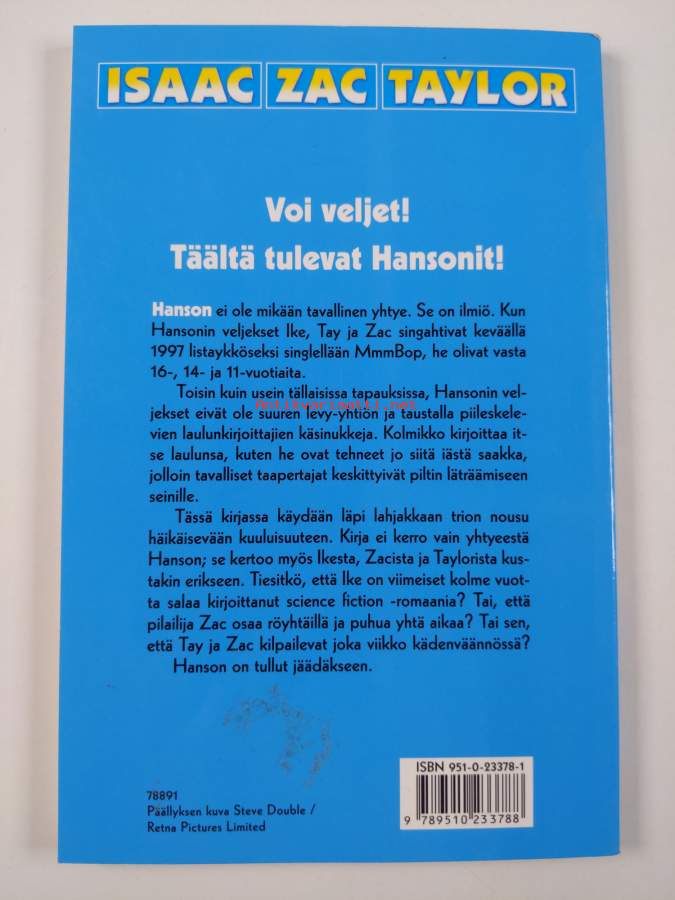 ISAAC ZAC TAYLOR
Voi veljet!
Täältä tulevat Hansonit!
Hanson ei ole mikään tavallinen yhtye. Se on ilmiö. Kun
Hansonin veljekset Ike, Tay ja Zac singahtivat keväällä
1997 listaykköseksi singlellään MmmBop, he olivat vasta
16-, 14- ja 11-vuotiaita.
Toisin kuin usein tällaisissa tapauksissa, Hansonin vel-
jekset eivät ole suuren levy-yhtiön ja taustalla piileskele-
Antikvariaatti.net
vien laulunkirjoittajien käsinukkeja. Kolmikko kirjoittaa it-
se laulunsa, kuten he ovat tehneet jo siitä iästä saakka,
jolloin tavalliset taapertajat keskittyivät piltin läträämiseen
seinille.
Tässä kirjassa käydään läpi lahjakkaan trion nousu
häikäisevään kuuluisuuteen. Kirja ei kerro vain yhtyeestä
Hanson; se kertoo myös Ikesta, Zacista ja Taylorista kus-
takin erikseen. Tiesitkö, että Ike on viimeiset kolme vuot-
ta salaa kirjoittanut science fiction -romaania? Tai, että
pilailija Zac osaa röyhtäillä ja puhua yhtä aikaa? Tai sen,
että Tay ja Zac kilpailevat joka viikko kädenväännössä?
Hanson on tullut jäädäkseen.
78891
Päällyksen kuva Steve Double /
Retna Pictures Limited
ISBN 951-0-23378-1
9 789510 233788